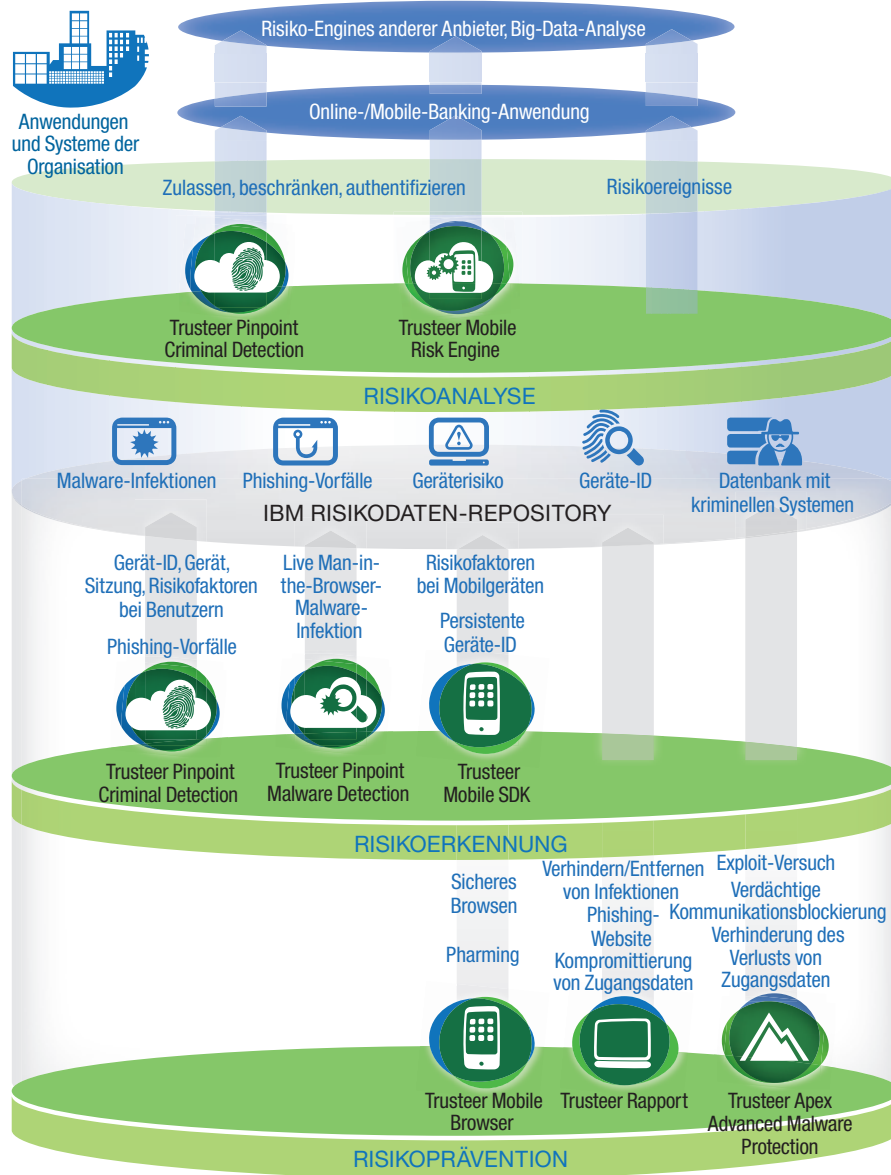 Risiko-Engines anderer Anbieter, Big-Data-Analyse
Online-/Mobile-Banking-Anwendung
Anwendungen
und Systeme der
Organisation
Zulassen, beschränken, authentifizieren
Risikoereignisse
Trusteer Pinpoint
Criminal Detection
Trusteer Mobile
Risk Engine
RISIKOANALYSE
Malware-Infektionen
Phishing-Vorfälle
Geräterisiko
Geräte-ID
Datenbank mit
kriminellen Systemen
IBM RISIKODATEN-REPOSITORY
Gerät-ID, Gerät,
Sitzung, Risikofaktoren
bei Benutzern
Phishing-Vorfälle
Live Man-in-
the-Browser-
Malware-
Infektion
Risikofaktoren
bei Mobilgeräten
Persistente
Geräte-ID
Trusteer Pinpoint
Criminal Detection
Trusteer Pinpoint
Malware Detection
Trusteer
Mobile SDK
RISIKOERKENNUNG
Sicheres
Browsen
Pharming
Verhindern/Entfernen
von Infektionen
Phishing-
Website
Kompromittierung
von Zugangsdaten
Exploit-Versuch
Verdächtige
Kommunikationsblockierung
Verhinderung des
Verlusts von
Zugangsdaten
Trusteer Mobile
Browser
Trusteer Rapport
Trusteer Apex
Advanced Malware
Protection
RISIKOPRÄVENTION